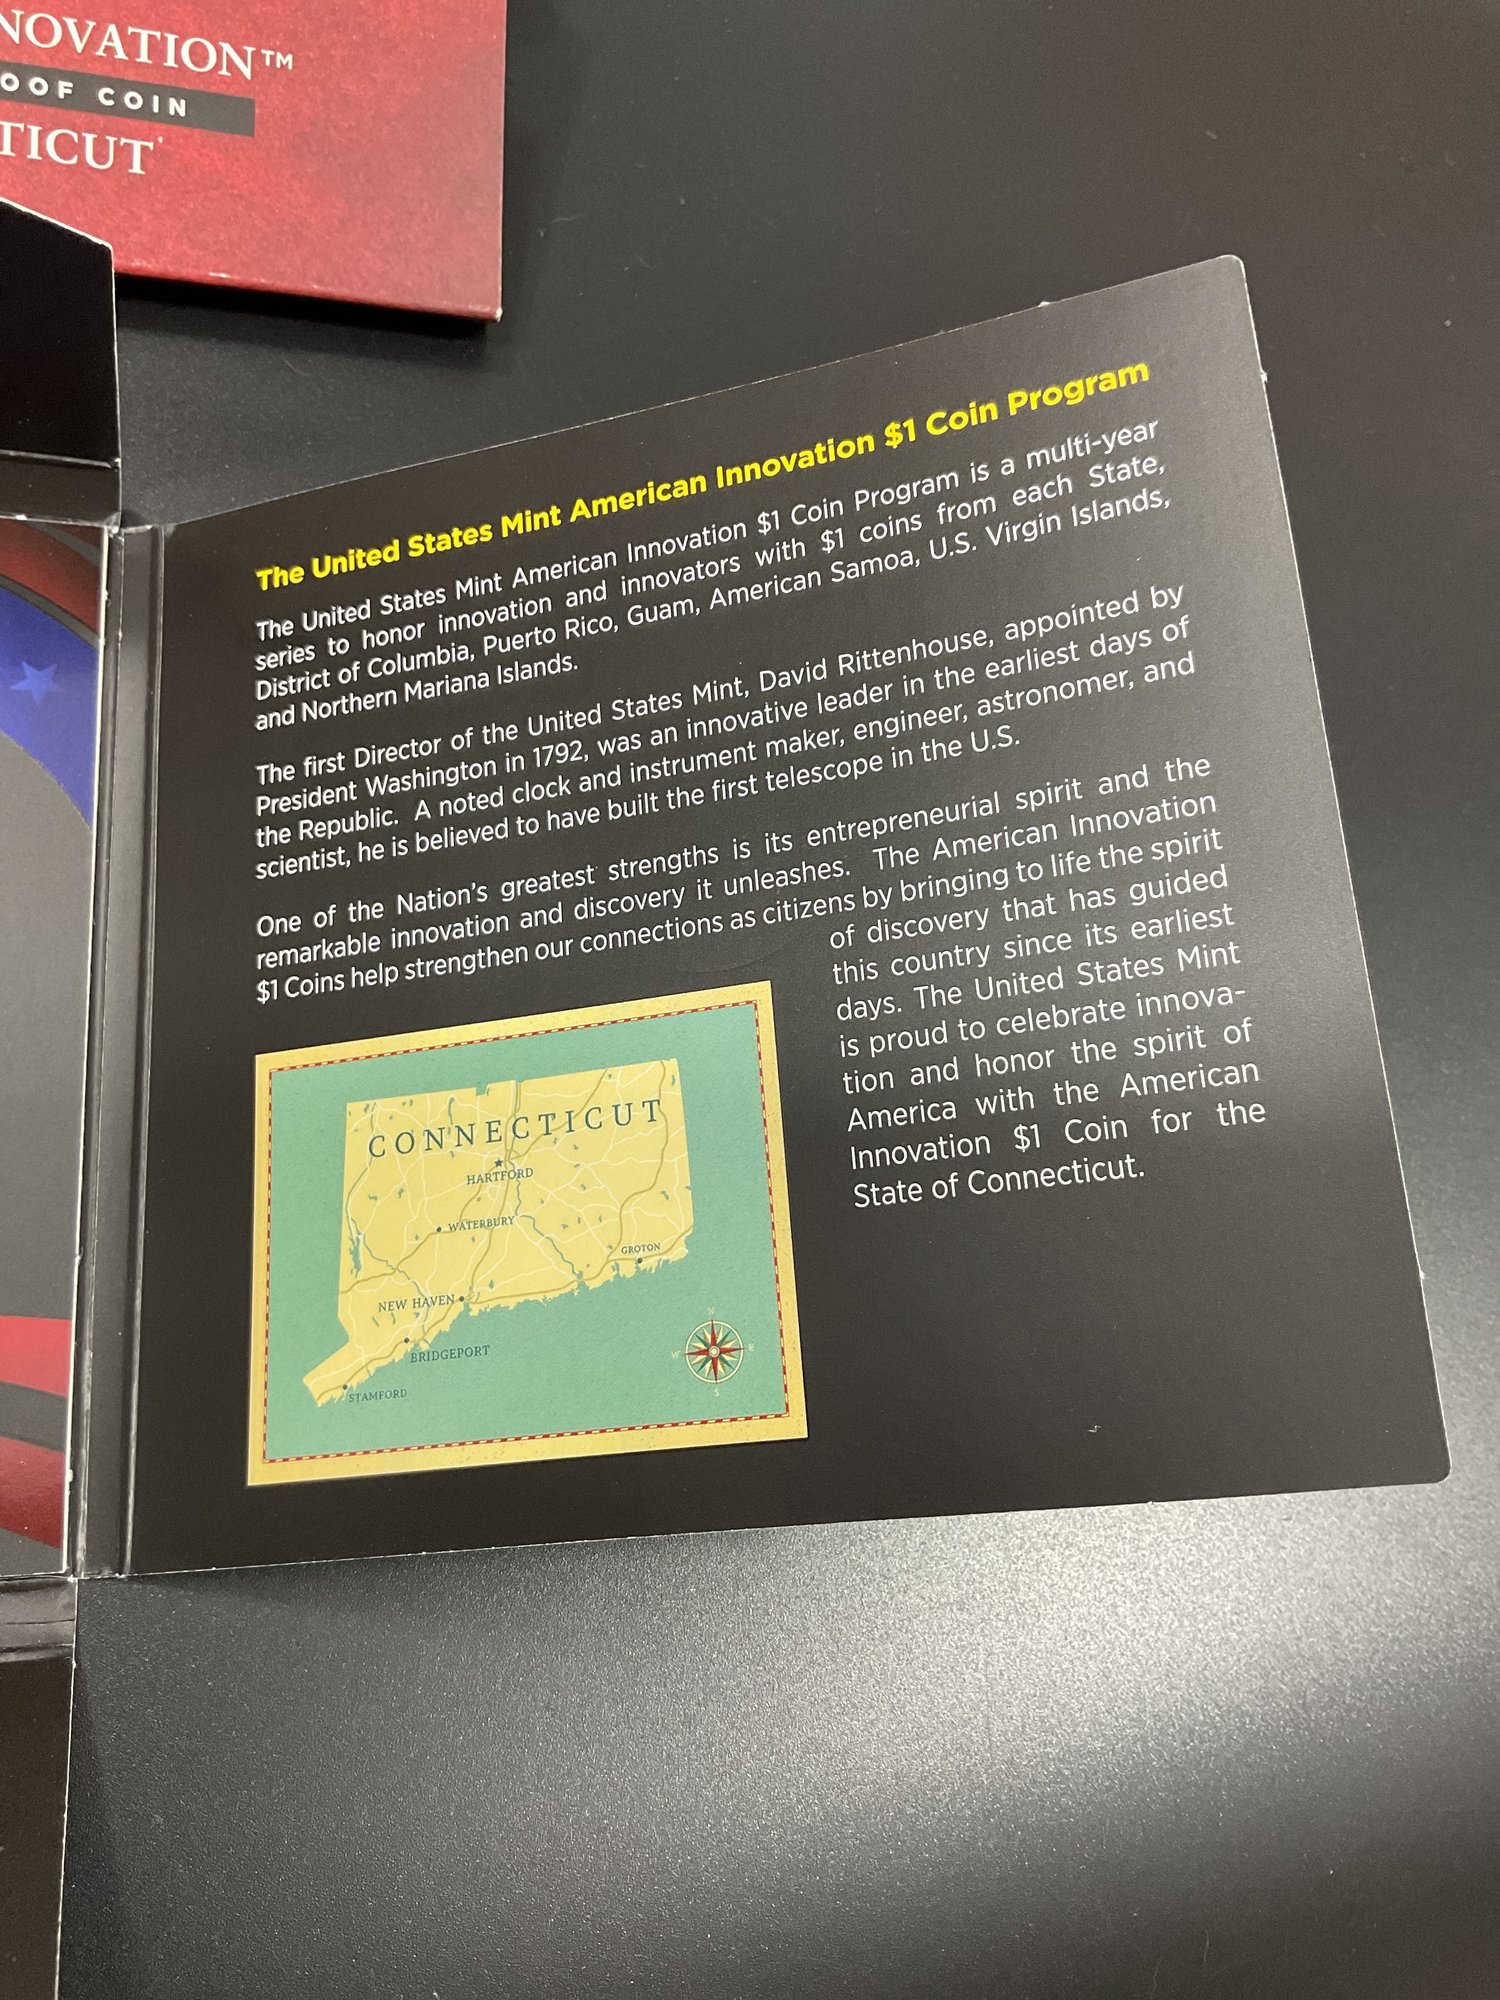 NOVATION™
OOF COIN
TICUT
The United States Mint American Innovation $1 Coin Program
The United States Mint American Innovation $1 Coin Program is a multi-year
series to honor innovation and innovators with $1 coins from each State,
District of Columbia, Puerto Rico, Guam, American Samoa, U.S. Virgin Islands,
and Northern Mariana Islands.
The first Director of the United States Mint, David Rittenhouse, appointed by
President Washington in 1792, was an innovative leader in the earliest days of
the Republic. A noted clock and instrument maker, engineer, astronomer, and
scientist, he is believed to have built the first telescope in the U.S.
One of the Nation's greatest strengths is its entrepreneurial spirit and the
remarkable innovation and discovery it unleashes. The American Innovation
$1 Coins help strengthen our connections as citizens by bringing to life the spirit
of discovery that has guided
this country since its earliest
days. The United States Mint
is proud to celebrate innova-
tion and honor the spirit of
America with the American
Innovation $1 Coin for the
State of Connecticut.
CONNECTICUT
HARTFORD
WATERBURY
GROTON
NEW HAVEN
BRIDGEPORT
STAMFORD
N
W E
S